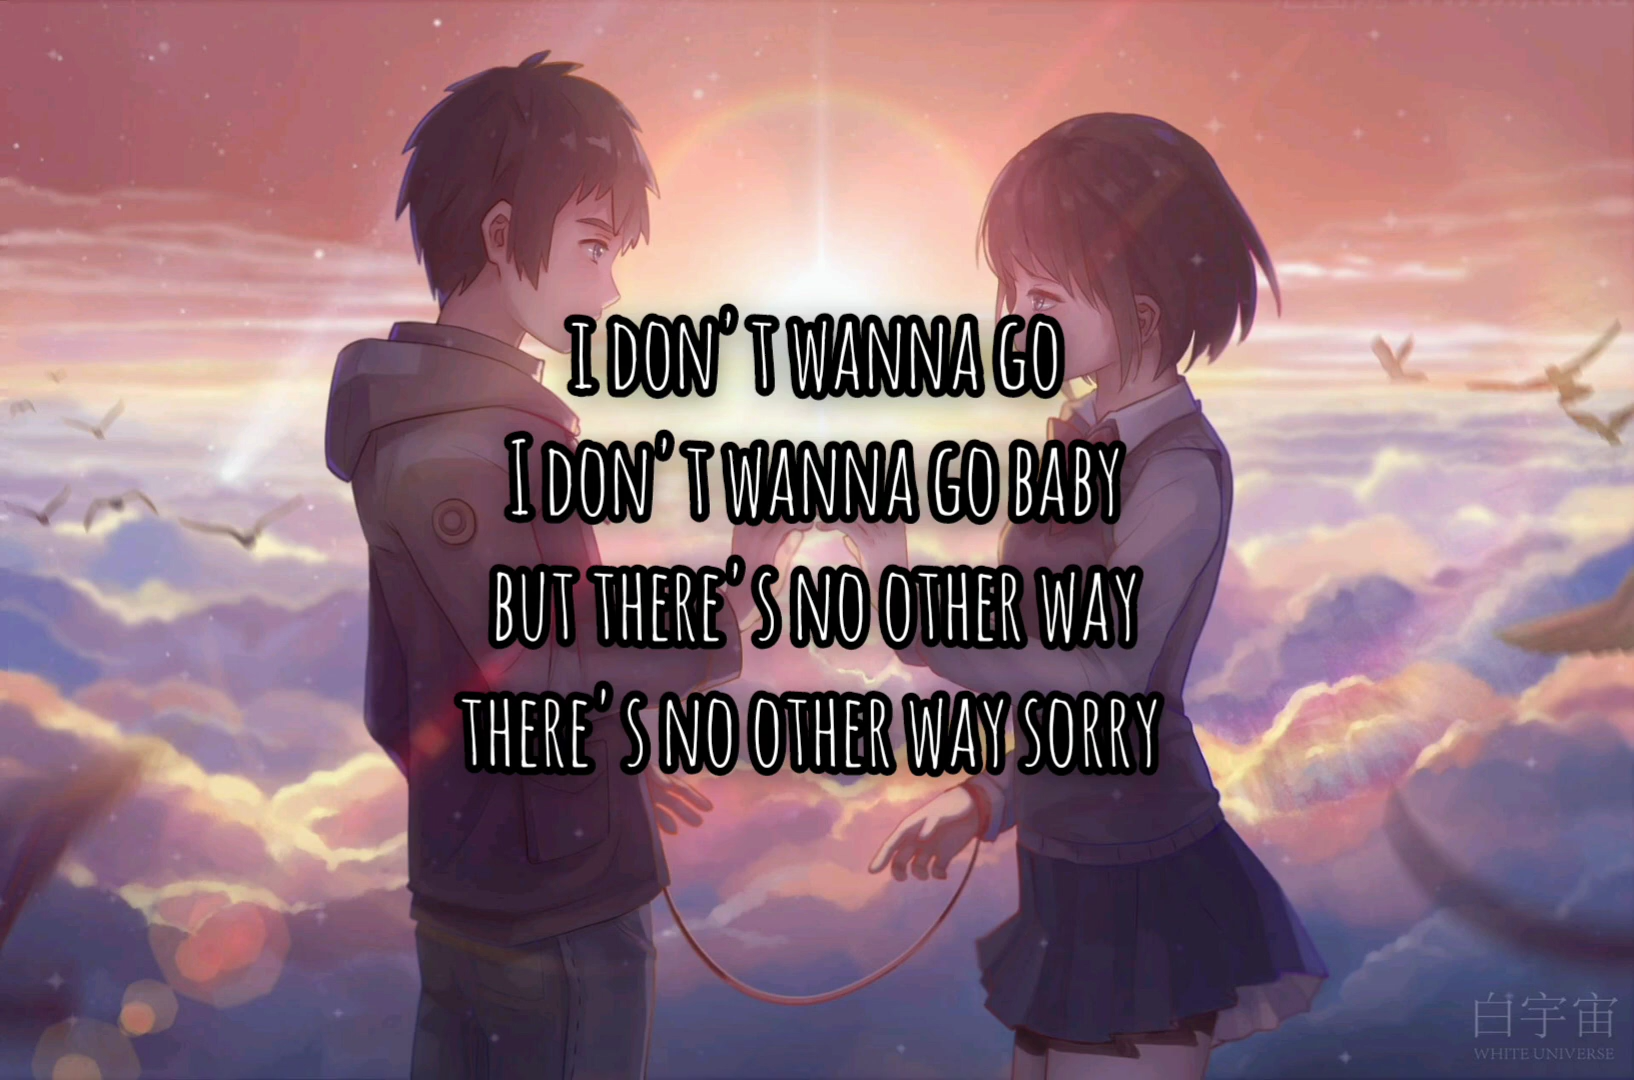 I DON'T WANNA GO
I DON'T WANNA GO BABY
BUT THERE'S NO OTHER WAY
THERE'S NO OTHER WAY SORRY
白宇宙
WHITE UNIVERSE